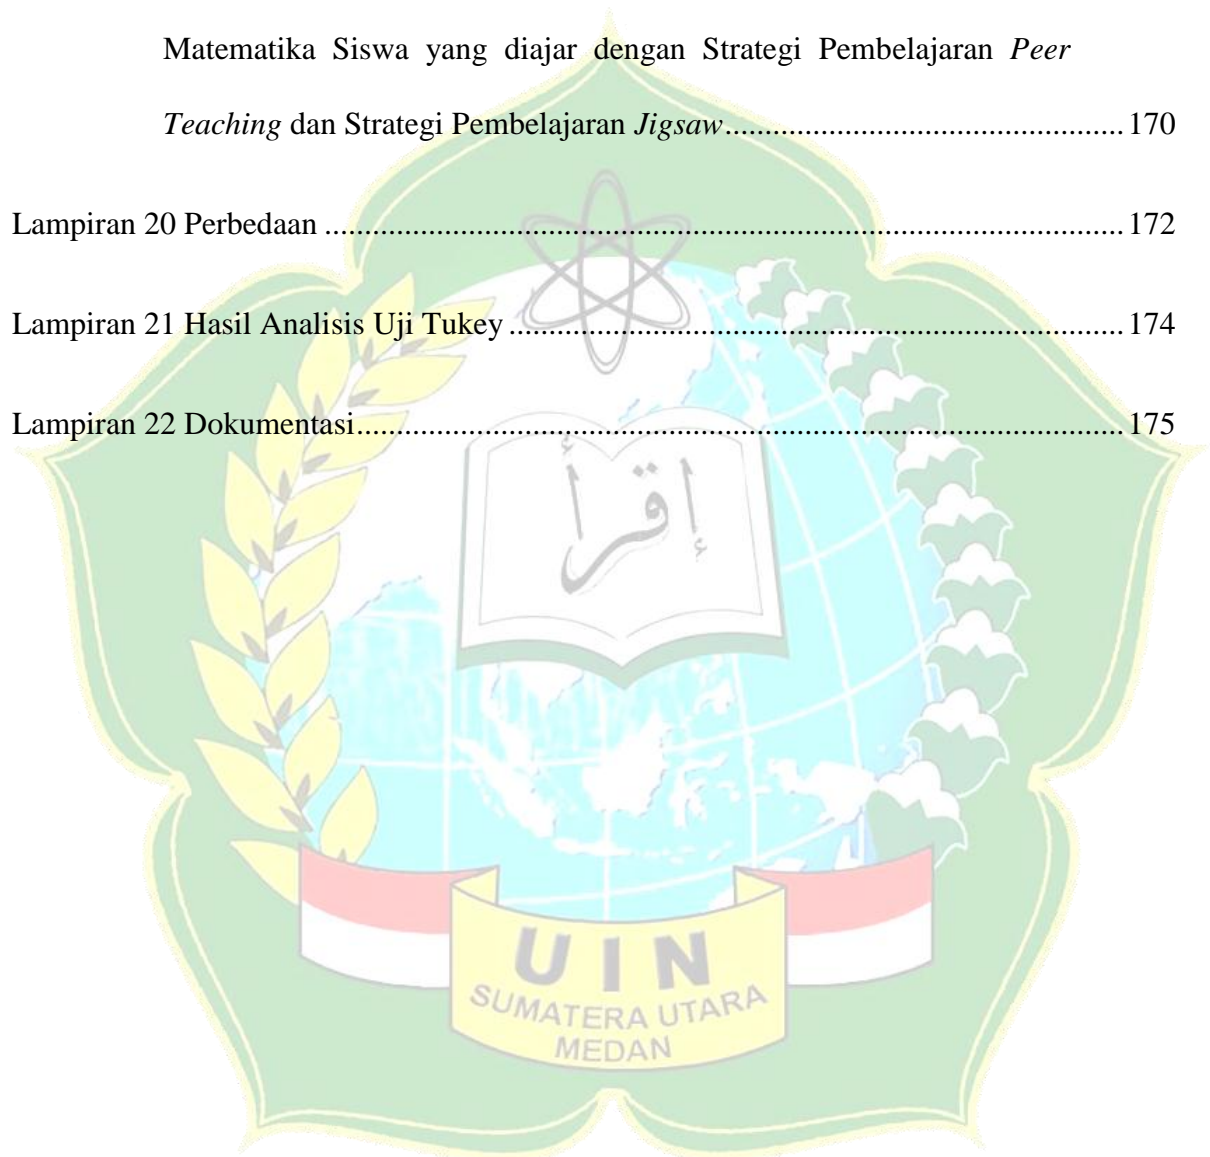 Matematika Siswa yang diajar dengan Strategi Pembelajaran Peer
Teaching dan Strategi Pembelajaran Jigsaw.................................................. 170
Lampiran 20 Perbedaan .................................................................................................... 172
Lampiran 21 Hasil Analisis Uji Tukey ............................................................................. 174
Lampiran 22 Dokumentasi................................................................................................ 175
إقرأ
UIN
SUMATERA UTARA
MEDAN